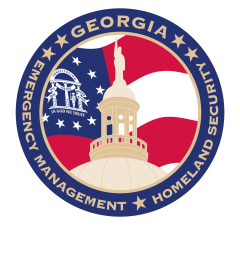 GEORGIA
EMERGENCY MANAGEMENT
HOMELAND SECURITY
IN GOD WE TRUST